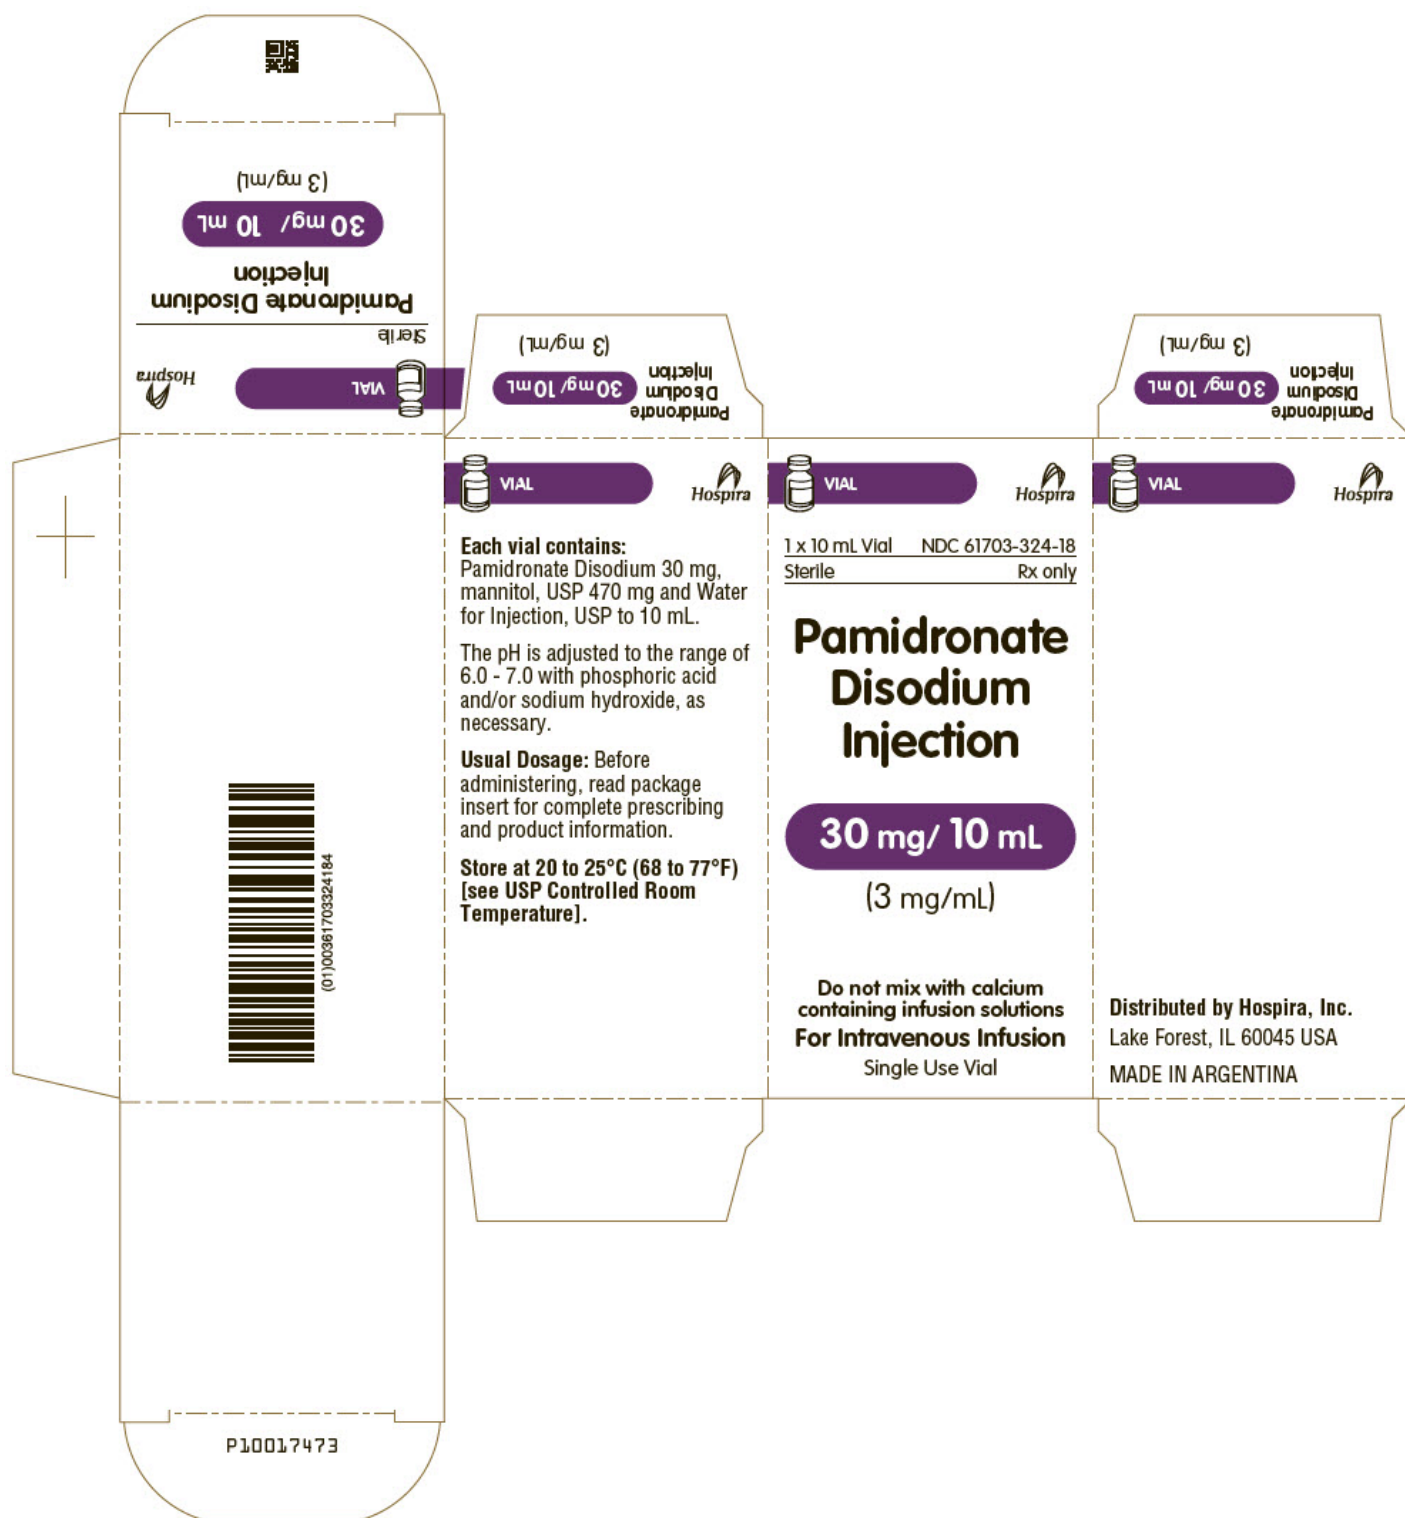 (3 mg/mL)
30 mg/ 10 mL
Pamidronate Disodium
Injection
Sterile
VIAL
Hospira
(3 mg/mL)
30 mg/ 10 mL
Pamidronate
Disodium
Injection
(3 mg/mL)
30 mg/ 10 mL
Pamidronate
Disodium
Injection
(01)00361703324184
VIAL
Hospira
Each vial contains:
Pamidronate Disodium 30 mg,
mannitol, USP 470 mg and Water
for Injection, USP to 10 mL.
The pH is adjusted to the range of
6.0 - 7.0 with phosphoric acid
and/or sodium hydroxide, as
necessary.
Usual Dosage: Before
administering, read package
insert for complete prescribing
and product information.
Store at 20 to 25°C (68 to 77°F)
[see USP Controlled Room
Temperature].
VIAL
Hospira
1 x 10 mL Vial NDC 61703-324-18
Sterile Rx only
Pamidronate
Disodium
Injection
30 mg/ 10 mL
(3 mg/mL)
Do not mix with calcium
containing infusion solutions
For Intravenous Infusion
Single Use Vial
VIAL
Hospira
Distributed by Hospira, Inc.
Lake Forest, IL 60045 USA
MADE IN ARGENTINA
P10017473